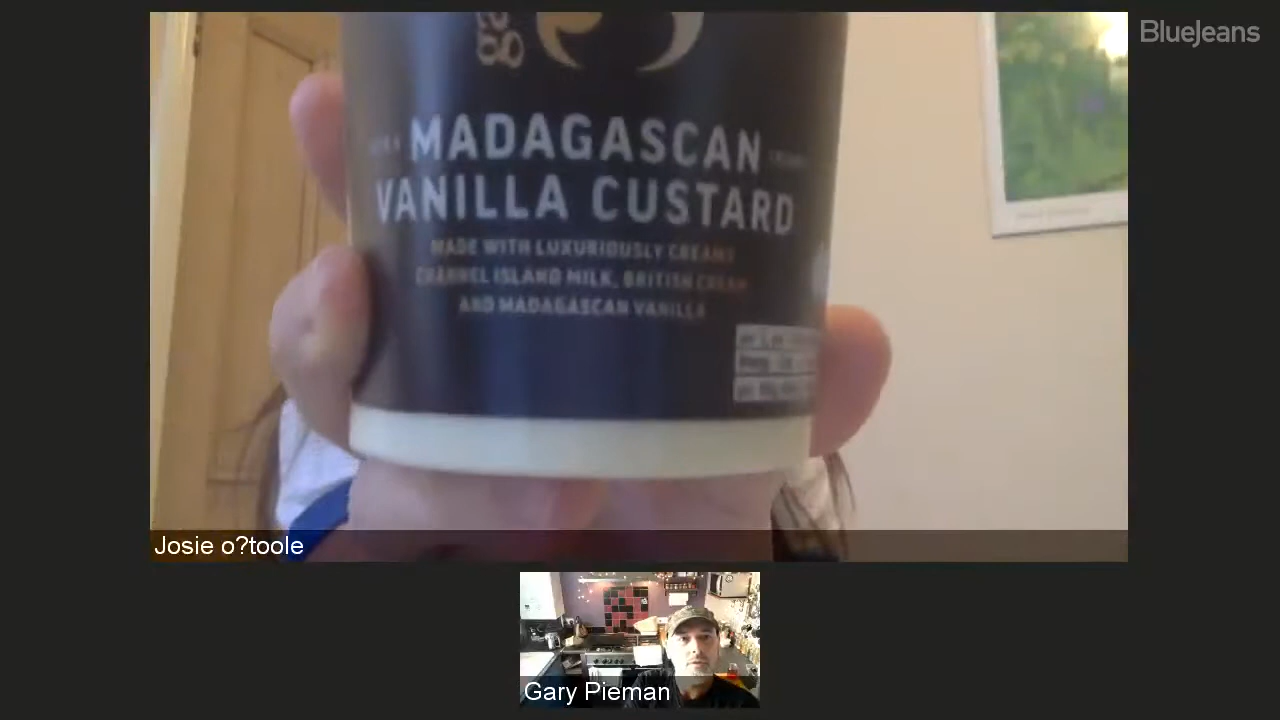 BlueJeans
MADAGASCAN
VANILLA CUSTARD
MADE WITH LUXURIOUSLY CREAMY
CHANNEL ISLAND MILK, BRITISH CREAM
AND MADAGASCAN VANILLA
Josie o?toole
Gary Pieman